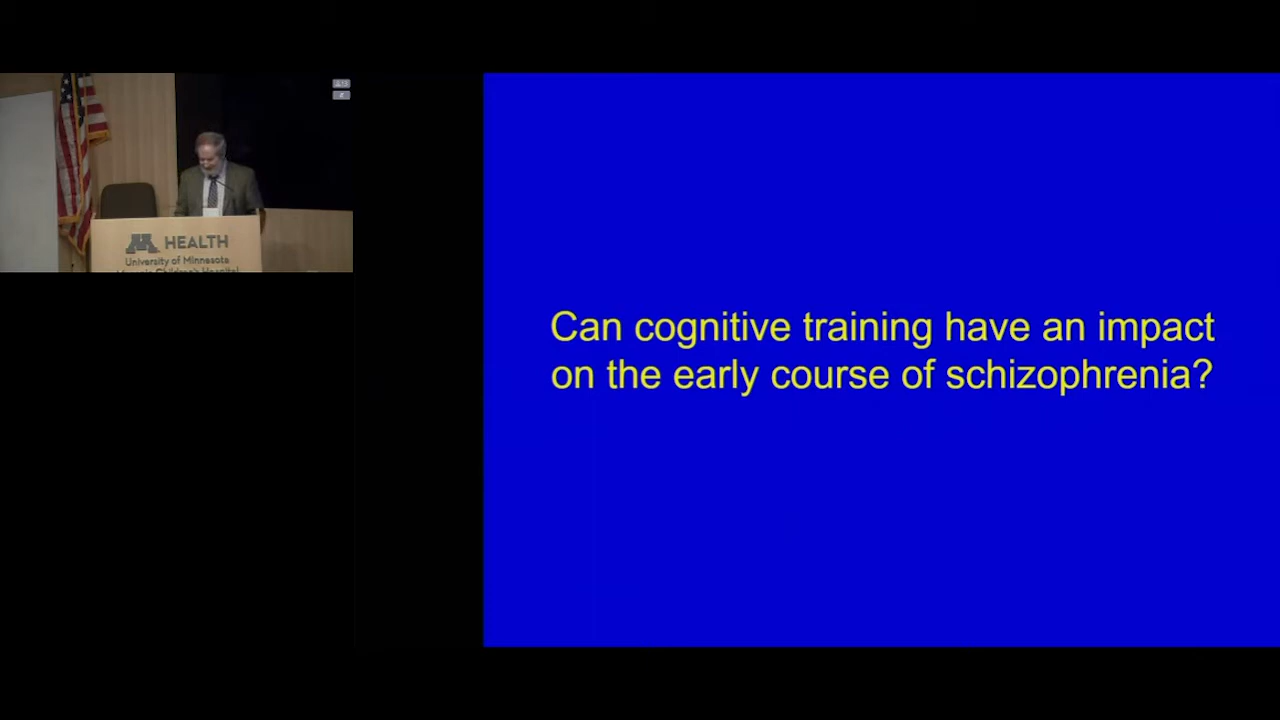 HEALTH
University of Minnesota
Can cognitive training have an impact
on the early course of schizophrenia?